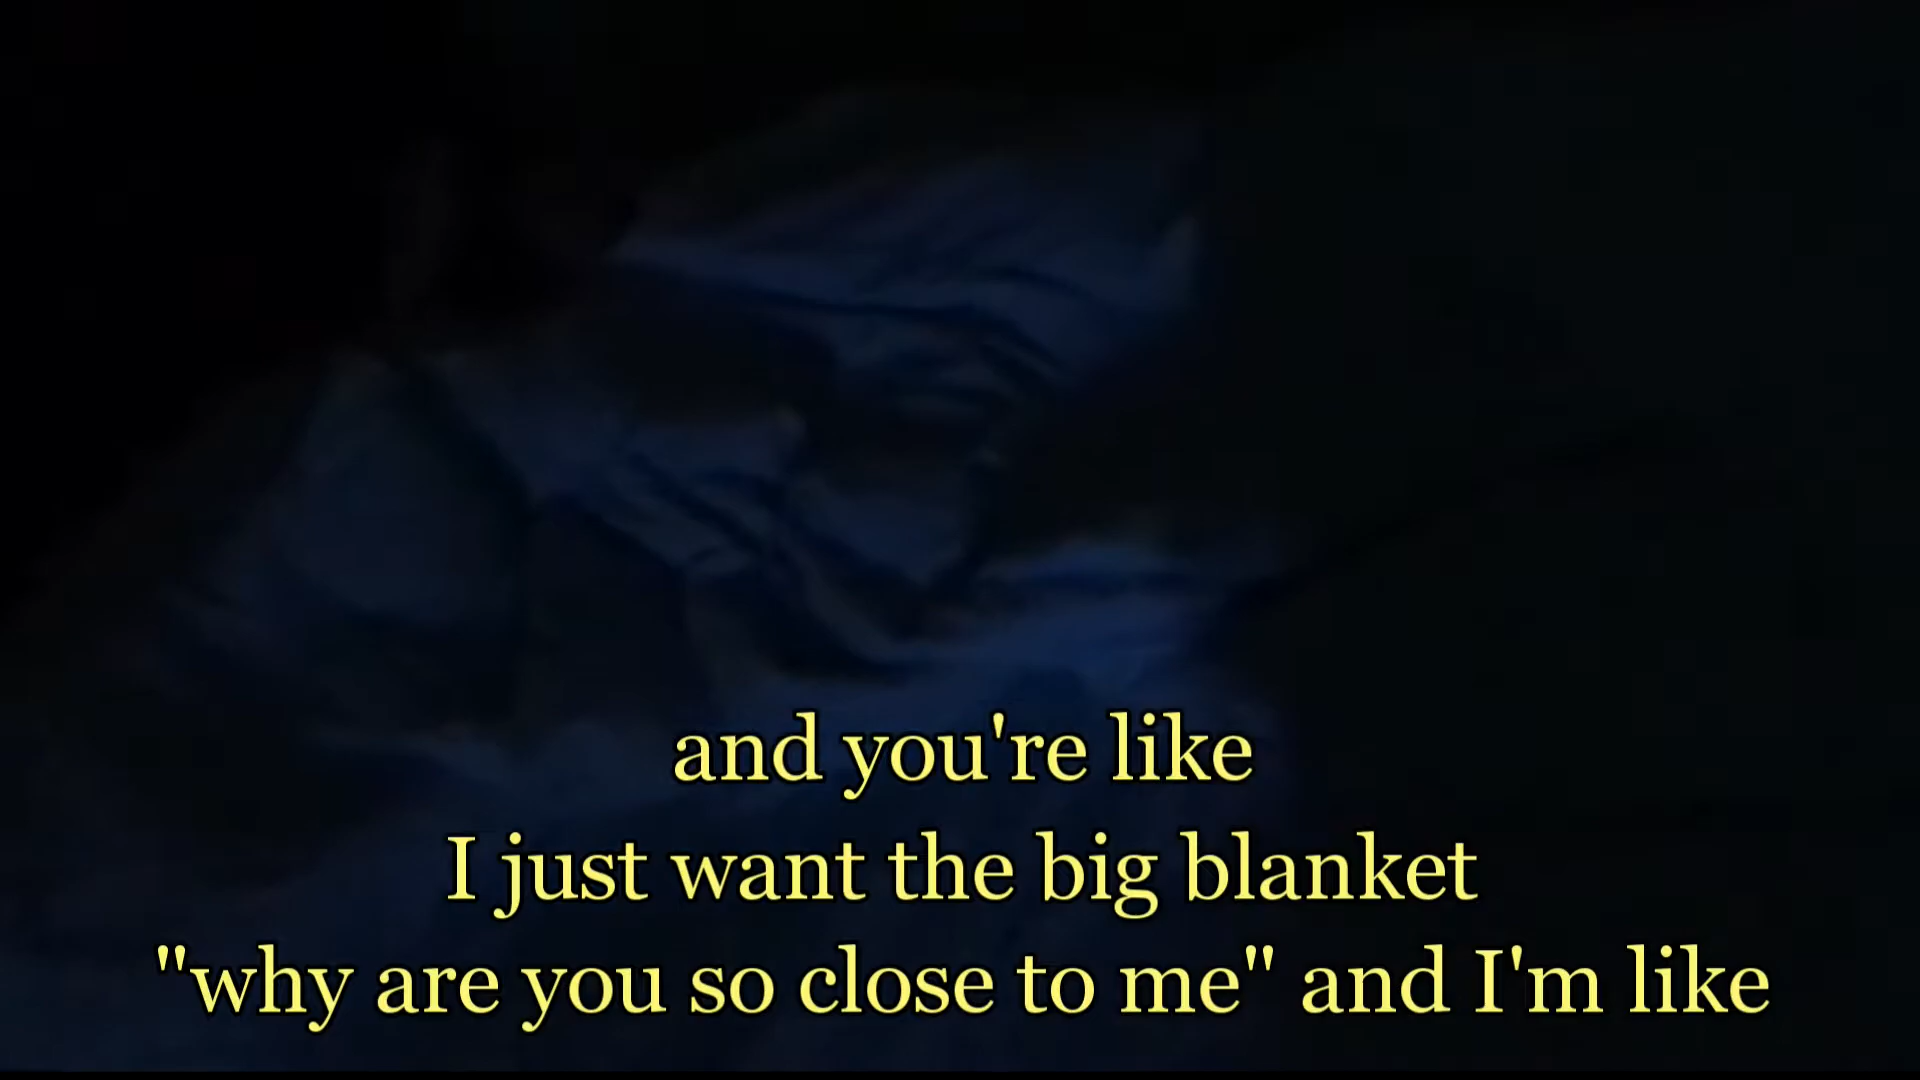 and you're like
I just want the big blanket
"why are you so close to me" and I'm like